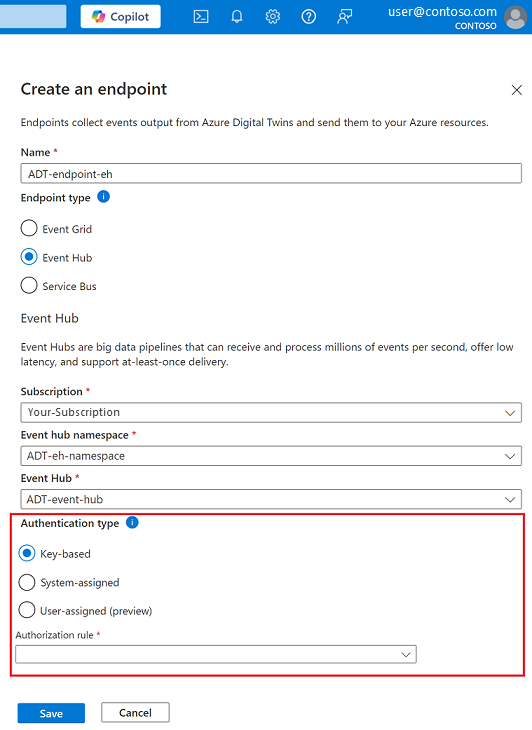 Copilot
user@contoso.com
CONTOSO
Create an endpoint
Endpoints collect events output from Azure Digital Twins and send them to your Azure resources.
Name *
ADT-endpoint-eh
Endpoint type
Event Grid
Event Hub
Service Bus
Event Hub
Event Hubs are big data pipelines that can receive and process millions of events per second, offer low
latency, and support at-least-once delivery.
Subscription *
Your-Subscription
Event hub namespace *
ADT-eh-namespace
Event Hub *
ADT-event-hub
Authentication type
Key-based
System-assigned
User-assigned (preview)
Authorization rule *
Save
Cancel